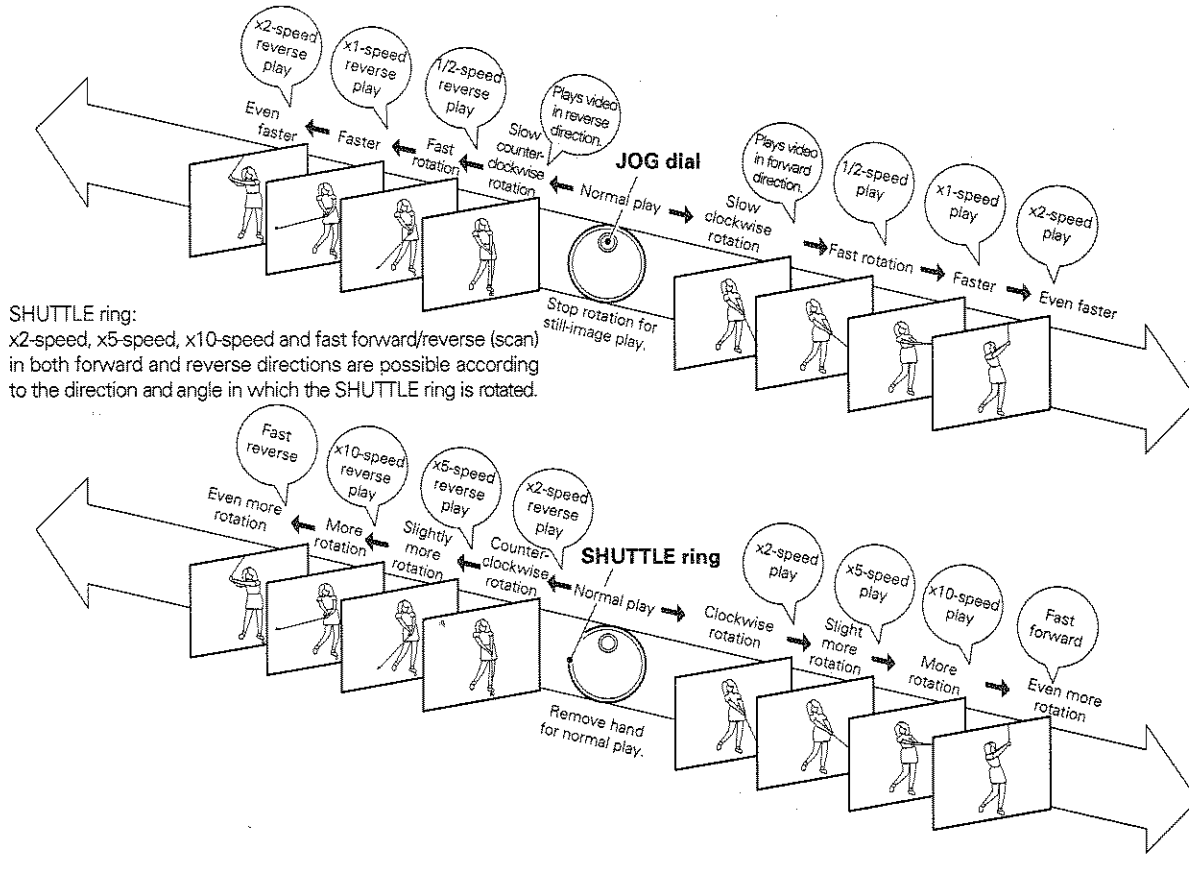 x2-speed
reverse
play
x1-speed
reverse
play
1/2-speed
reverse
play
Plays video
in reverse
direction.
Even
faster
Faster
Fast
rotation
Slow
counter-
clockwise
rotation
Normal play
JOG dial
Slow
clockwise
rotation
Plays video
in forward
direction.
1/2-speed
play
x1-speed
play
x2-speed
play
Fast rotation
Faster
Even faster
Stop rotation for
still-image play.
SHUTTLE ring:
x2-speed, x5-speed, x10-speed and fast forward/reverse (scan)
in both forward and reverse directions are possible according
to the direction and angle in which the SHUTTLE ring is rotated.
Fast
reverse
x10-speed
reverse
play
x5-speed
reverse
play
x2-speed
reverse
play
Even more
rotation
More
rotation
Slightly
more
rotation
Counter-
clockwise
rotation
Normal play
SHUTTLE ring
Clockwise
rotation
x2-speed
play
x5-speed
play
x10-speed
play
Fast
forward
Slight
more
rotation
More
rotation
Even more
rotation
Remove hand
for normal play.